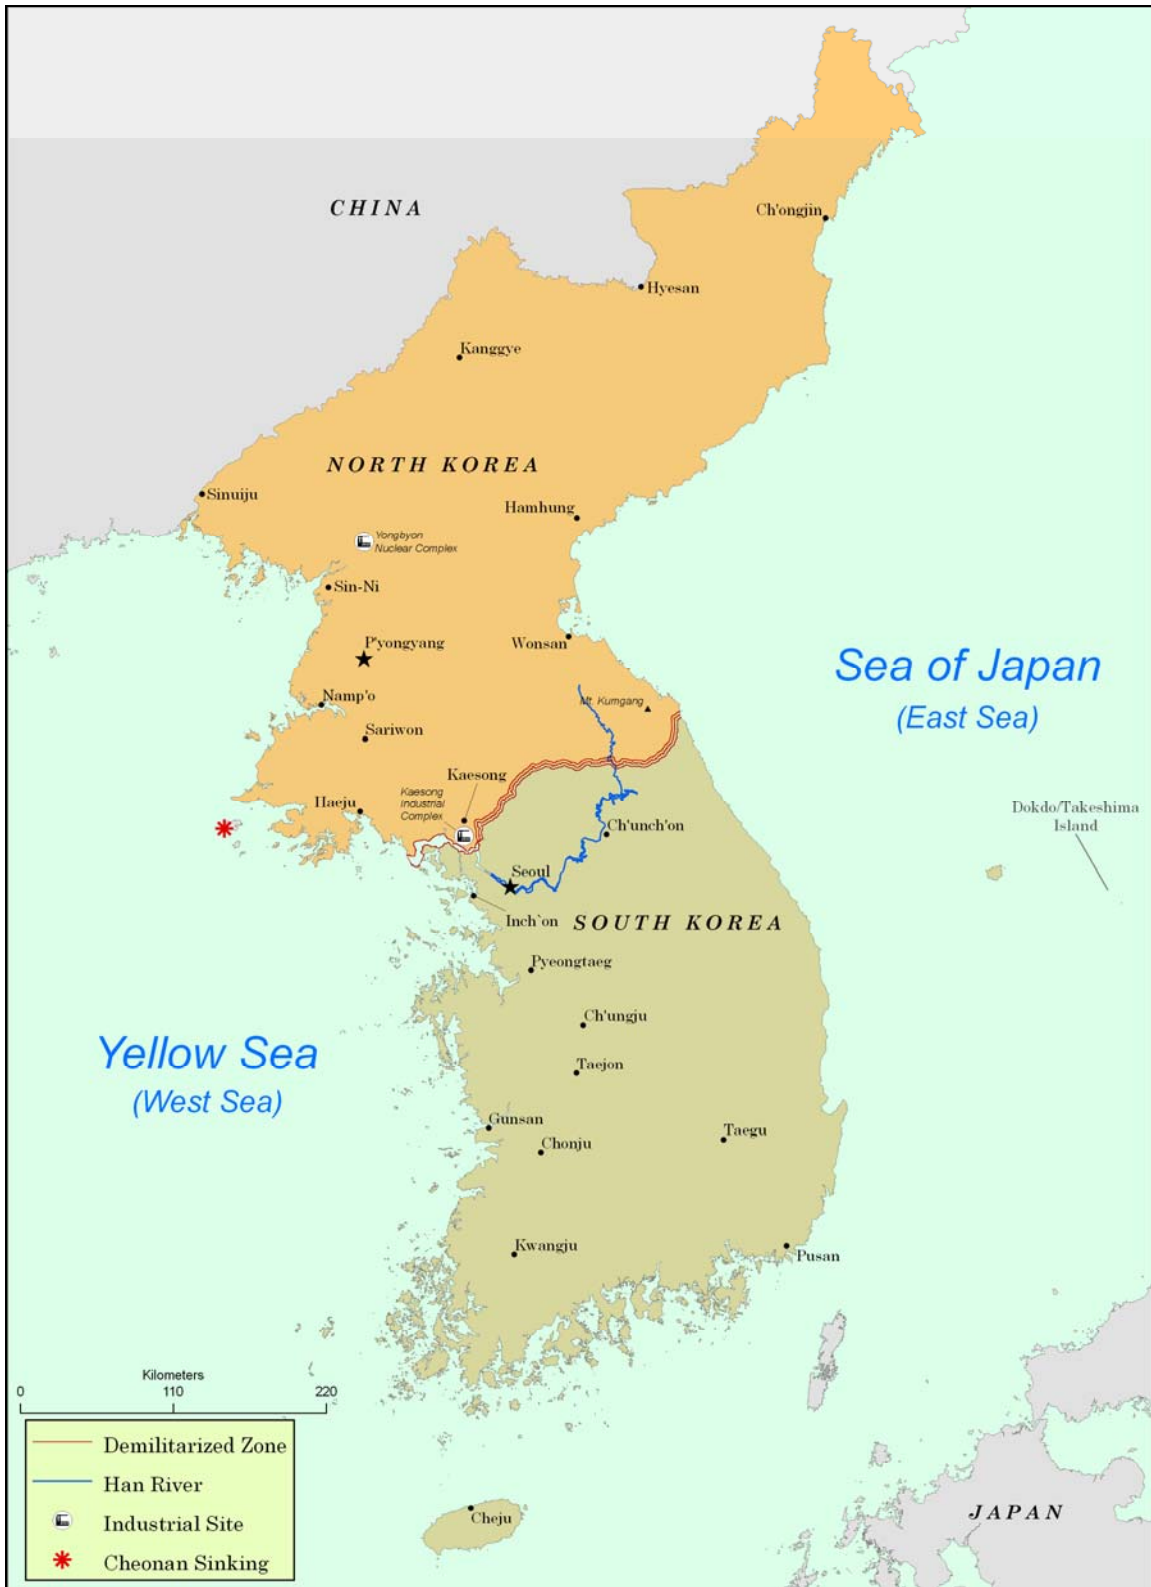 CHINA
Ch'ongjin
Hyesan
Kanggye
NORTH KOREA
Sinuiju
Hamhung
Yongbyon
Nuclear Complex
Sin-Ni
P'yongyang
Wonsan
Sea of Japan
(East Sea)
Namp'o
Mt. Kumgang
Sariwon
Kaesong
Kaesong
Industrial
Complex
Haeju
Dokdo/Takeshima
Island
Ch'unch'on
Seoul
Inch`on
SOUTH KOREA
Pyeongtaeg
Ch'ungju
Yellow Sea
(West Sea)
Taejon
Gunsan
Taegu
Chonju
Kwangju
Pusan
Kilometers
0 110 220
Demilitarized Zone
Han River
Industrial Site
Cheonan Sinking
Cheju
JAPAN